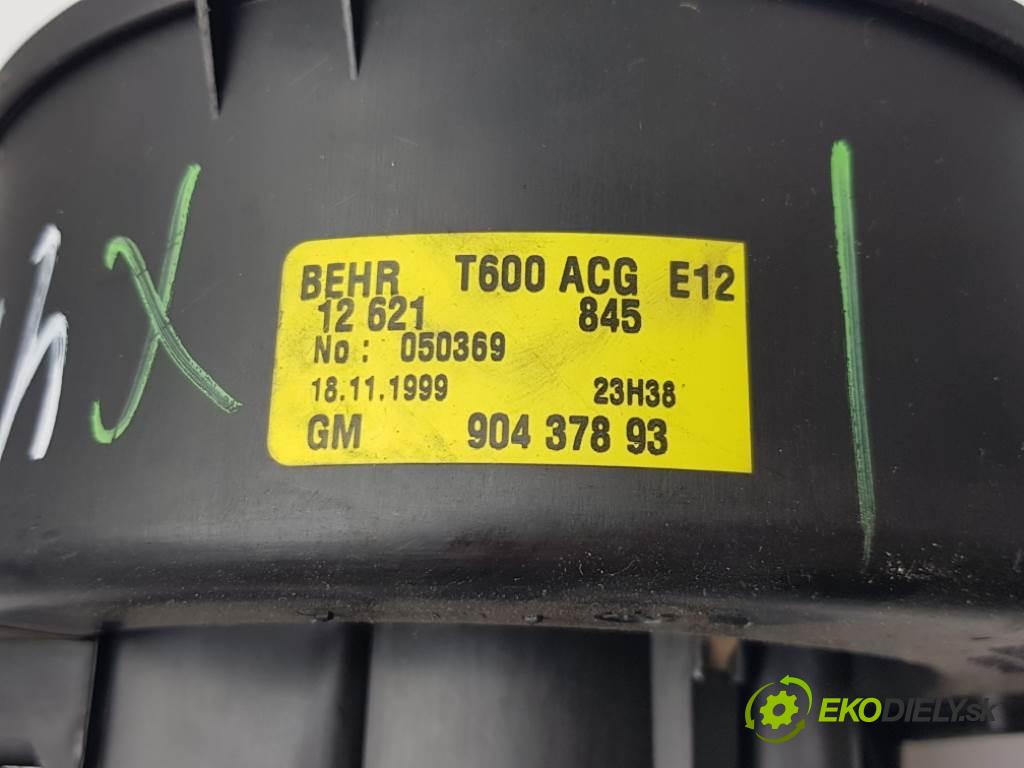 BEHR T600 ACG E12
12 621 845
No: 050369
18.11.1999 23H38
GM 904 378 93
X |
EKODIELY.sk